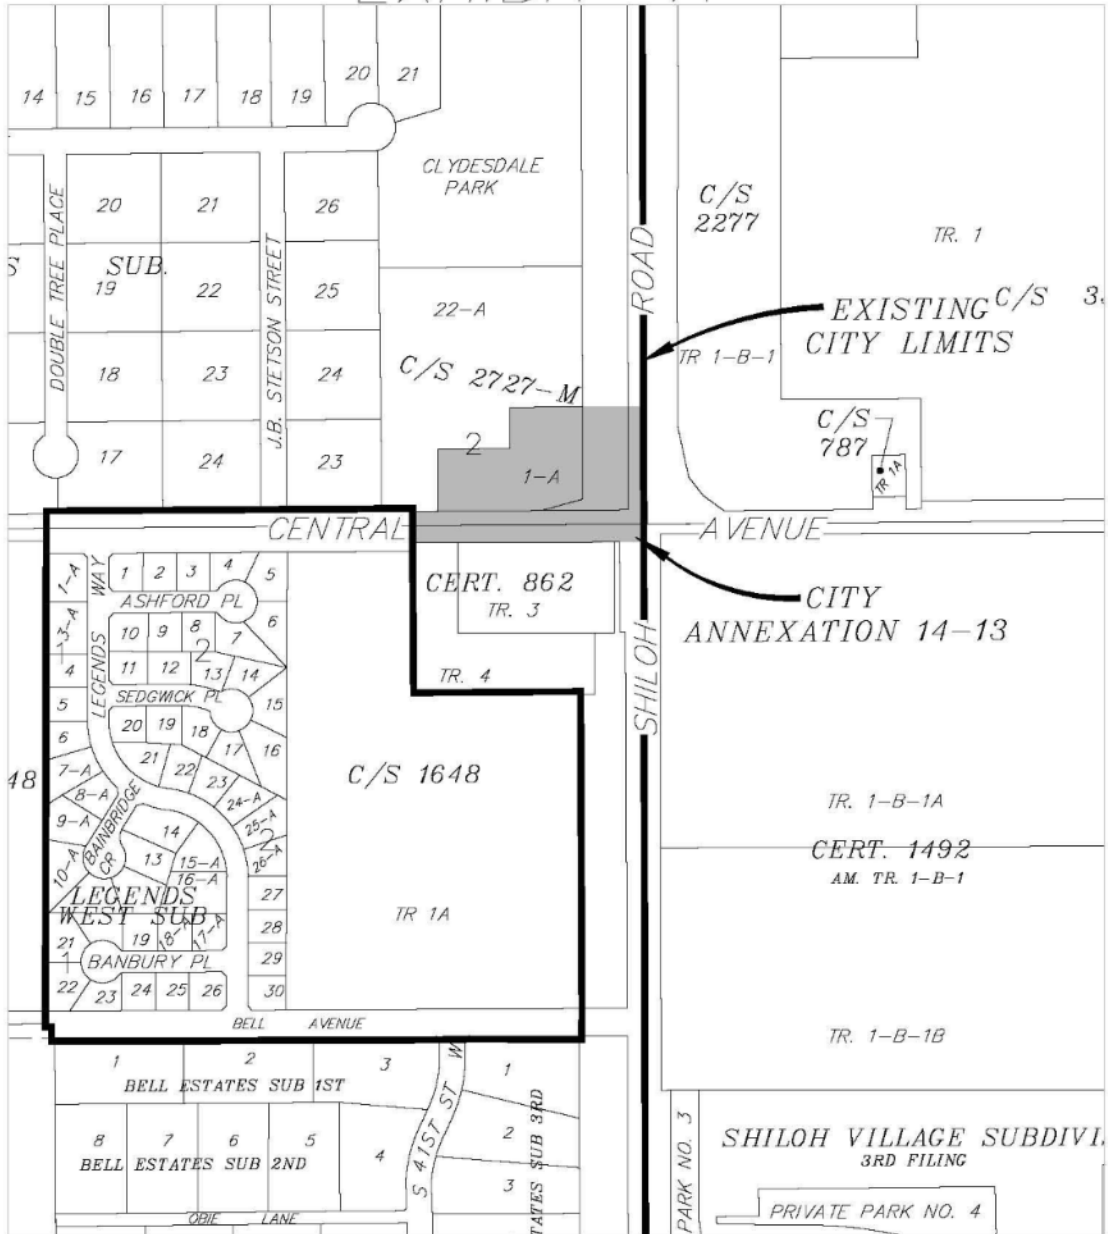 14 15 16 17 18 19 20 21
CLYDESDALE
PARK
DOUBLE TREE PLACE
20 21 26
J.B. STETSON STREET
S SUB.
19 22 25
18 23 24
17 24 23
22-A
C/S 2727-M
2
1-A
ROAD
C/S
2277
TR. 1
C/S 3
EXISTING
CITY LIMITS
TR 1-B-1
C/S
787
TR 1A
CENTRAL AVENUE
CITY
ANNEXATION 14-13
CERT. 862
TR. 3
TR. 4
SHILOH
LEGENDS WAY
1-A 1 2 3 4 5
ASHFORD PL
3-A 10 9 8 7 6
1
2
4 11 12 13 14
SEDGWICK PL
5 15
20 19 18 17 16
6
21 22 23
7-A
8-A 24-A
9-A 25-A
BAINBRIDGE
CR
14
2
26-A
10-A 13 15-A
16-A
LEGENDS
WEST SUB
27
28
21 19 18-A 17-A
1
BANBURY PL
29
22 23 24 25 26 30
48
C/S 1648
TR 1A
BELL AVENUE
TR. 1-B-1A
CERT. 1492
AM. TR. 1-B-1
TR. 1-B-1B
1 2 3
BELL ESTATES SUB 1ST
8 7 6 5 4
BELL ESTATES SUB 2ND
OBIE LANE
S 41ST ST W
1
2
3
TATES SUB 3RD
PARK NO. 3
SHILOH VILLAGE SUBDIVI
3RD FILING
PRIVATE PARK NO. 4